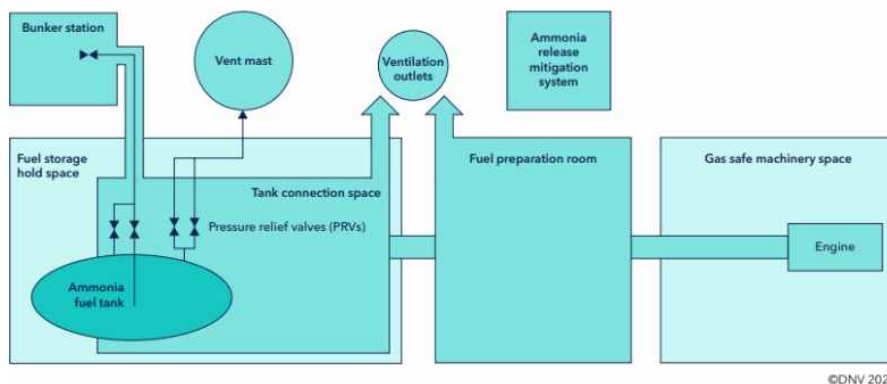 Bunker station
Vent mast
Ventilation
outlets
Ammonia
release
mitigation
system
Fuel storage
hold space
Tank connection space
Pressure relief valves (PRVs)
Ammonia
fuel tank
Fuel preparation room
Gas safe machinery space
Engine